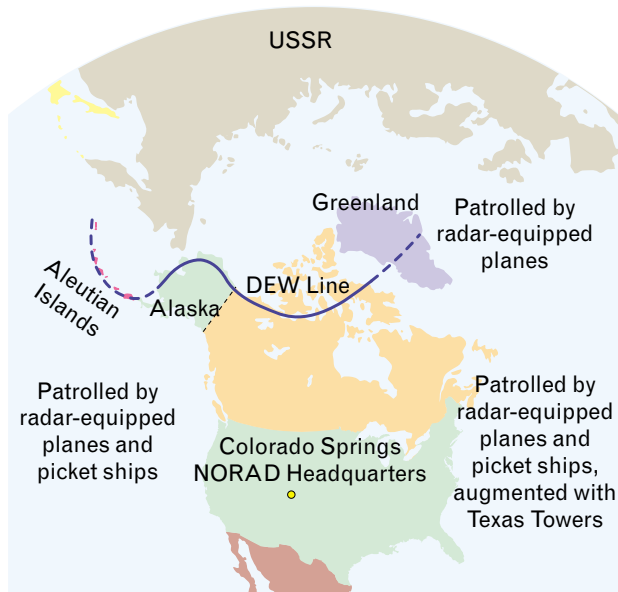 USSR
Greenland
Patrolled by
radar-equipped
planes
Aleutian
Islands
Alaska
DEW Line
Patrolled by
radar-equipped
planes and
picket ships
Colorado Springs
NORAD Headquarters
Patrolled by
radar-equipped
planes and
picket ships,
augmented with
Texas Towers